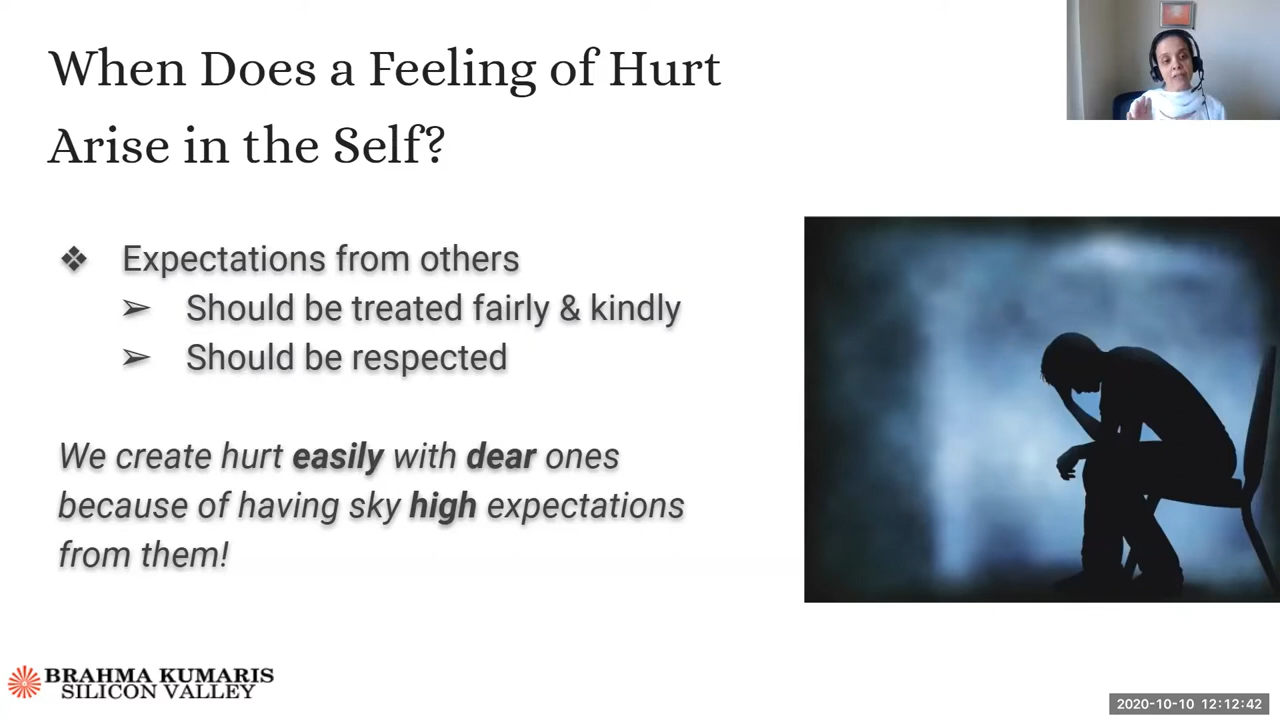 When Does a Feeling of Hurt
Arise in the Self?
❖ Expectations from others
➢ Should be treated fairly & kindly
➢ Should be respected
We create hurt easily with dear ones
because of having sky high expectations
from them!
BRAHMA KUMARIS
SILICON VALLEY
2020-10-10 12:12:42